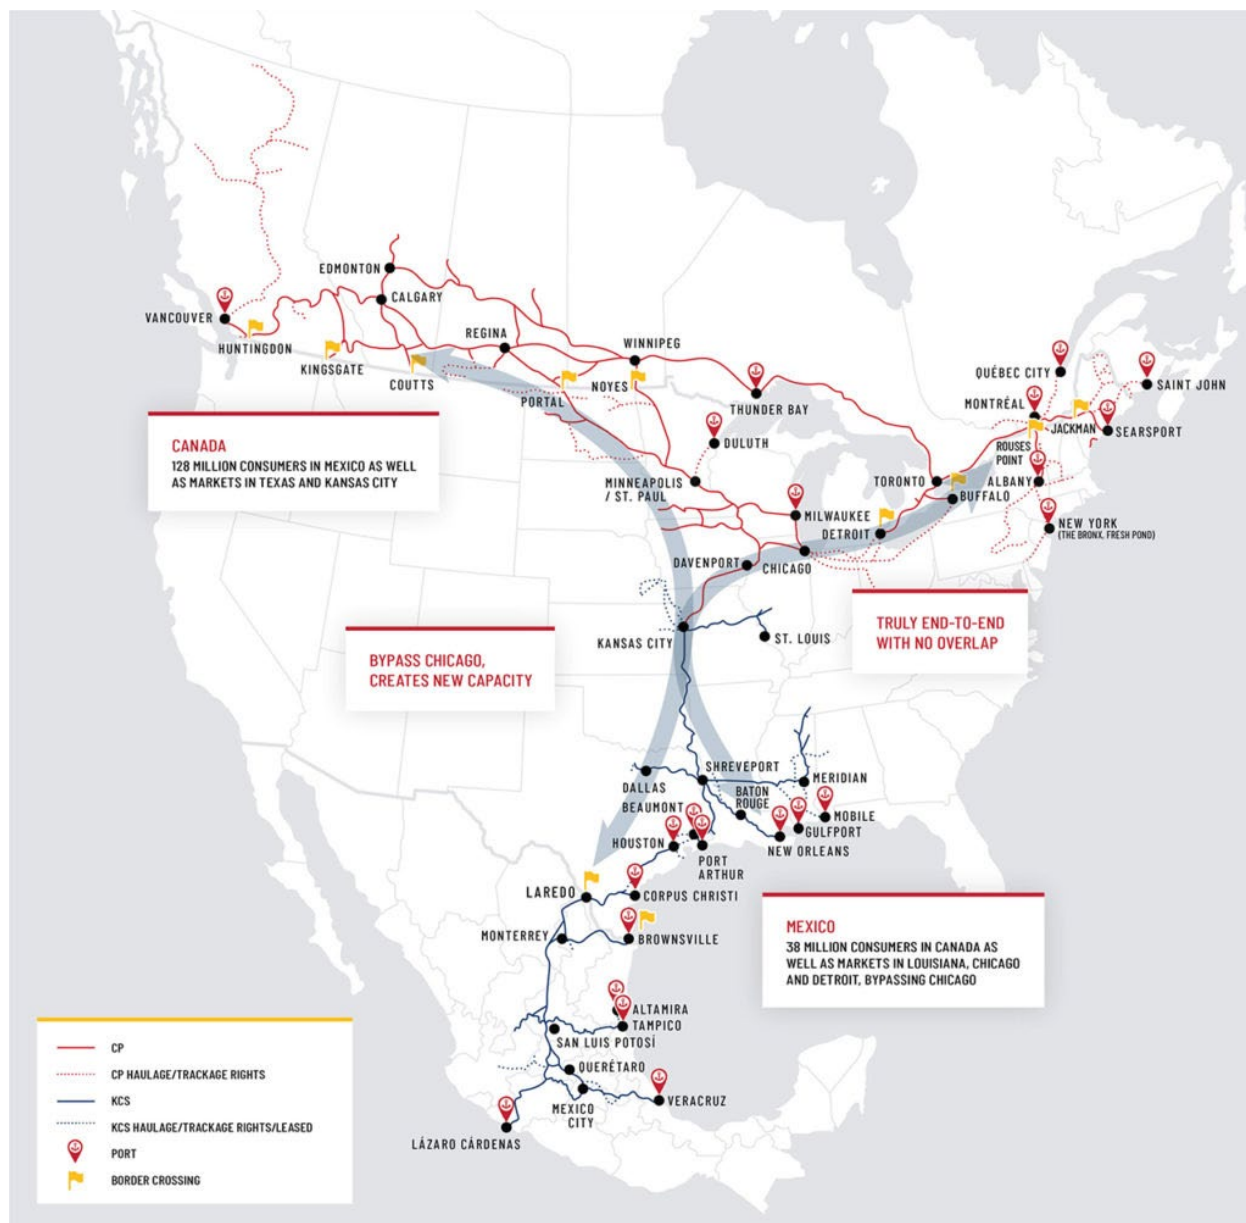 EDMONTON
CALGARY
VANCOUVER
HUNTINGDON
KINGSGATE
COUTTS
REGINA
WINNIPEG
PORTAL
NOYES
THUNDER BAY
DULUTH
QUÉBEC CITY
SAINT JOHN
MONTRÉAL
JACKMAN
SEARSPORT
ROUSES
POINT
CANADA
128 MILLION CONSUMERS IN MEXICO AS WELL
AS MARKETS IN TEXAS AND KANSAS CITY
MINNEAPOLIS
/ ST. PAUL
TORONTO
BUFFALO
ALBANY
MILWAUKEE
DETROIT
NEW YORK
(THE BRONX, FRESH POND)
DAVENPORT
CHICAGO
KANSAS CITY
ST. LOUIS
TRULY END-TO-END
WITH NO OVERLAP
BYPASS CHICAGO,
CREATES NEW CAPACITY
SHREVEPORT
DALLAS
MERIDIAN
BATON
ROUGE
BEAUMONT
MOBILE
GULFPORT
NEW ORLEANS
HOUSTON
PORT
ARTHUR
LAREDO
CORPUS CHRISTI
MONTERREY
BROWNSVILLE
MEXICO
38 MILLION CONSUMERS IN CANADA AS
WELL AS MARKETS IN LOUISIANA, CHICAGO
AND DETROIT, BYPASSING CHICAGO
ALTAMIRA
TAMPICO
SAN LUIS POTOSÍ
QUERÉTARO
MEXICO
CITY
VERACRUZ
LÁZARO CÁRDENAS
CP
CP HAULAGE/TRACKAGE RIGHTS
KCS
KCS HAULAGE/TRACKAGE RIGHTS/LEASED
PORT
BORDER CROSSING